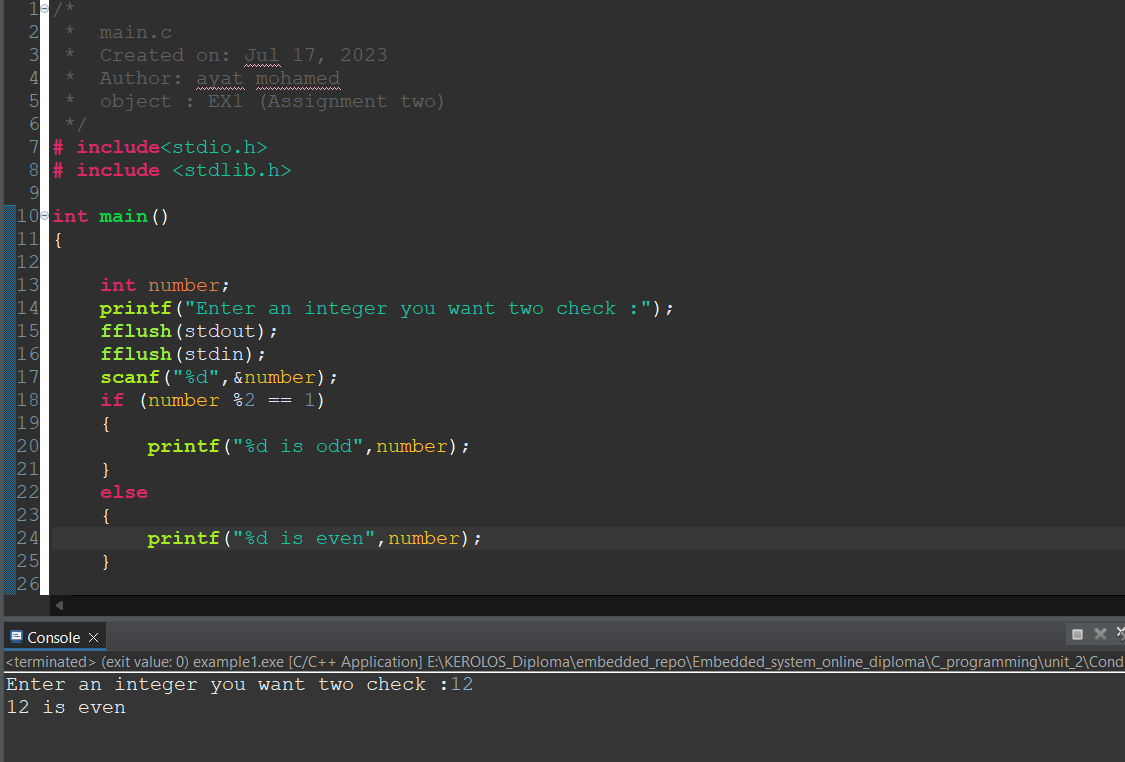 1 /*
2  *  main.c
3  *  Created on: Jul 17, 2023
4  *  Author: ayat mohamed
5  *  object : EX1 (Assignment two)
6  */
7 # include<stdio.h>
8 # include <stdlib.h>
9
10 int main()
11 {
12
13     int number;
14     printf("Enter an integer you want two check :");
15     fflush(stdout);
16     fflush(stdin);
17     scanf("%d",&number);
18     if (number %2 == 1)
19     {
20         printf("%d is odd",number);
21     }
22     else
23     {
24         printf("%d is even",number);
25     }
26
Console
<terminated> (exit value: 0) example1.exe [C/C++ Application] E:\KEROLOS_Diploma\embedded_repo\Embedded_system_online_diploma\C_programming\unit_2\Cond
Enter an integer you want two check :12
12 is even